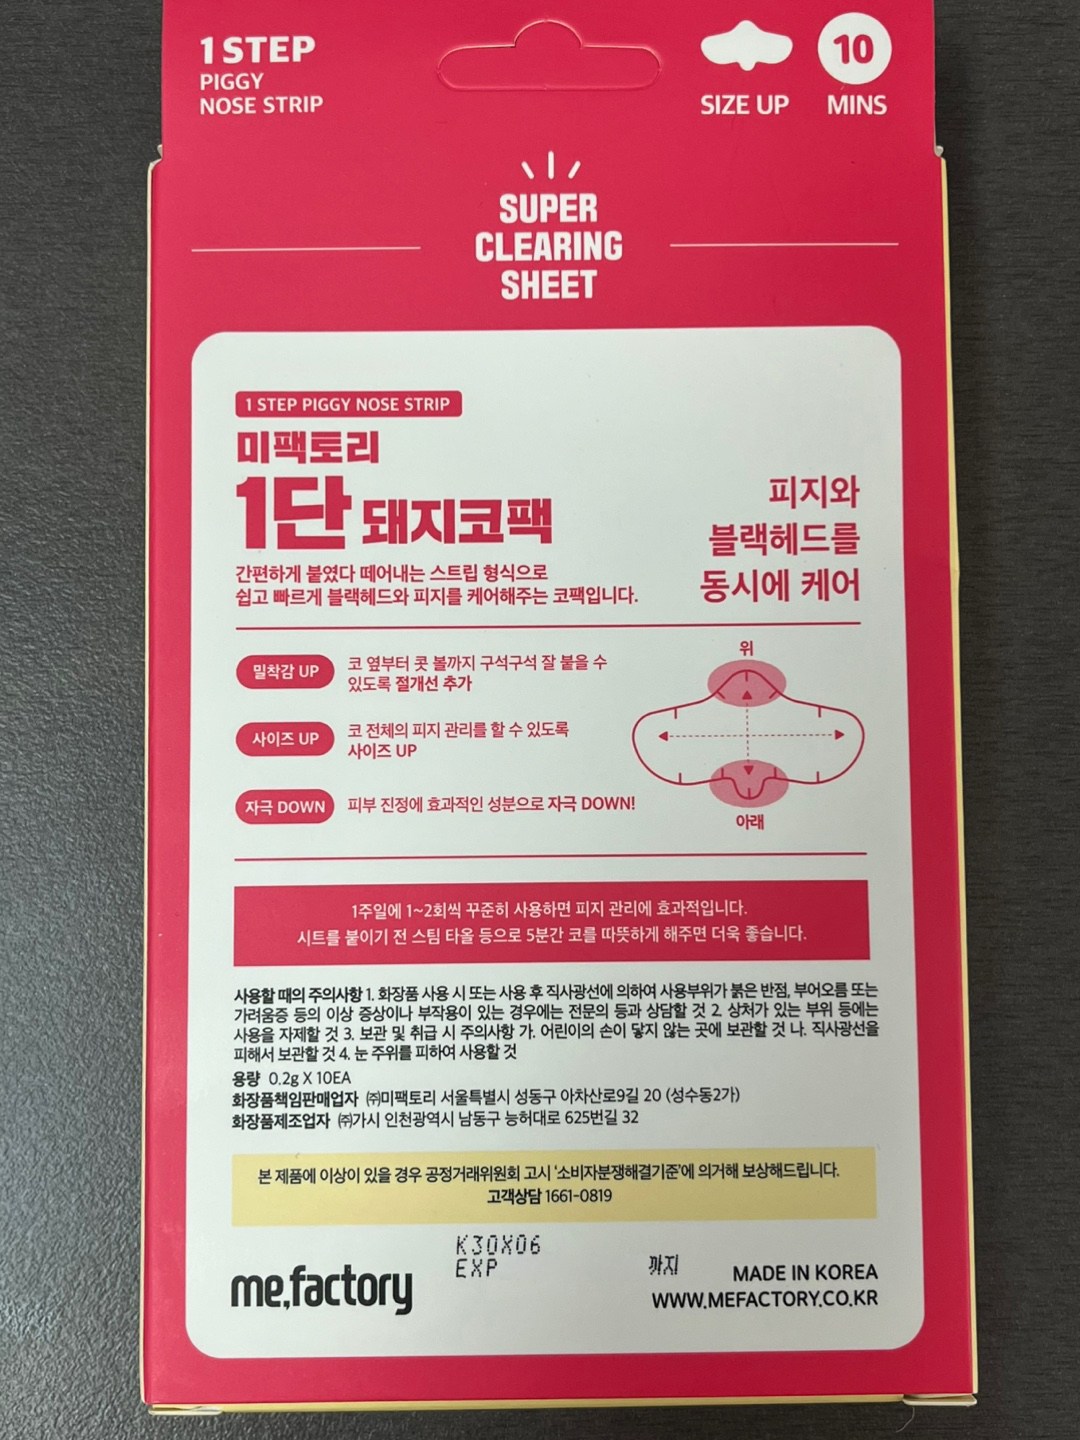 1 STEP
PIGGY
NOSE STRIP
SIZE UP
10
MINS
SUPER
CLEARING
SHEET
1 STEP PIGGY NOSE STRIP
미팩토리
1단 돼지코팩
간편하게 붙였다 떼어내는 스트립 형식으로
쉽고 빠르게 블랙헤드와 피지를 케어해주는 코팩입니다.
피지와
블랙헤드를
동시에 케어
밀착감 UP
코 옆부터 콧 볼까지 구석구석 잘 붙을 수
있도록 절개선 추가
사이즈 UP
코 전체의 피지 관리를 할 수 있도록
사이즈 UP
자극 DOWN
피부 진정에 효과적인 성분으로 자극 DOWN!
위
아래
1주일에 1~2회씩 꾸준히 사용하면 피지 관리에 효과적입니다.
시트를 붙이기 전 스팀 타올 등으로 5분간 코를 따뜻하게 해주면 더욱 좋습니다.
사용할 때의 주의사항 1. 화장품 사용 시 또는 사용 후 직사광선에 의하여 사용부위가 붉은 반점, 부어오름 또는
가려움증 등의 이상 증상이나 부작용이 있는 경우에는 전문의 등과 상담할 것 2. 상처가 있는 부위 등에는
사용을 자제할 것 3. 보관 및 취급 시 주의사항 가. 어린이의 손이 닿지 않는 곳에 보관할 것 나. 직사광선을
피해서 보관할 것 4. 눈 주위를 피하여 사용할 것
용량 0.2g X 10EA
화장품책임판매업자 ㈜미팩토리 서울특별시 성동구 아차산로9길 20 (성수동2가)
화장품제조업자 ㈜가시 인천광역시 남동구 능허대로 625번길 32
본 제품에 이상이 있을 경우 공정거래위원회 고시 '소비자분쟁해결기준'에 의거해 보상해드립니다.
고객상담 1661-0819
K30X06
EXP 까지
me,factory
MADE IN KOREA
WWW.MEFACTORY.CO.KR